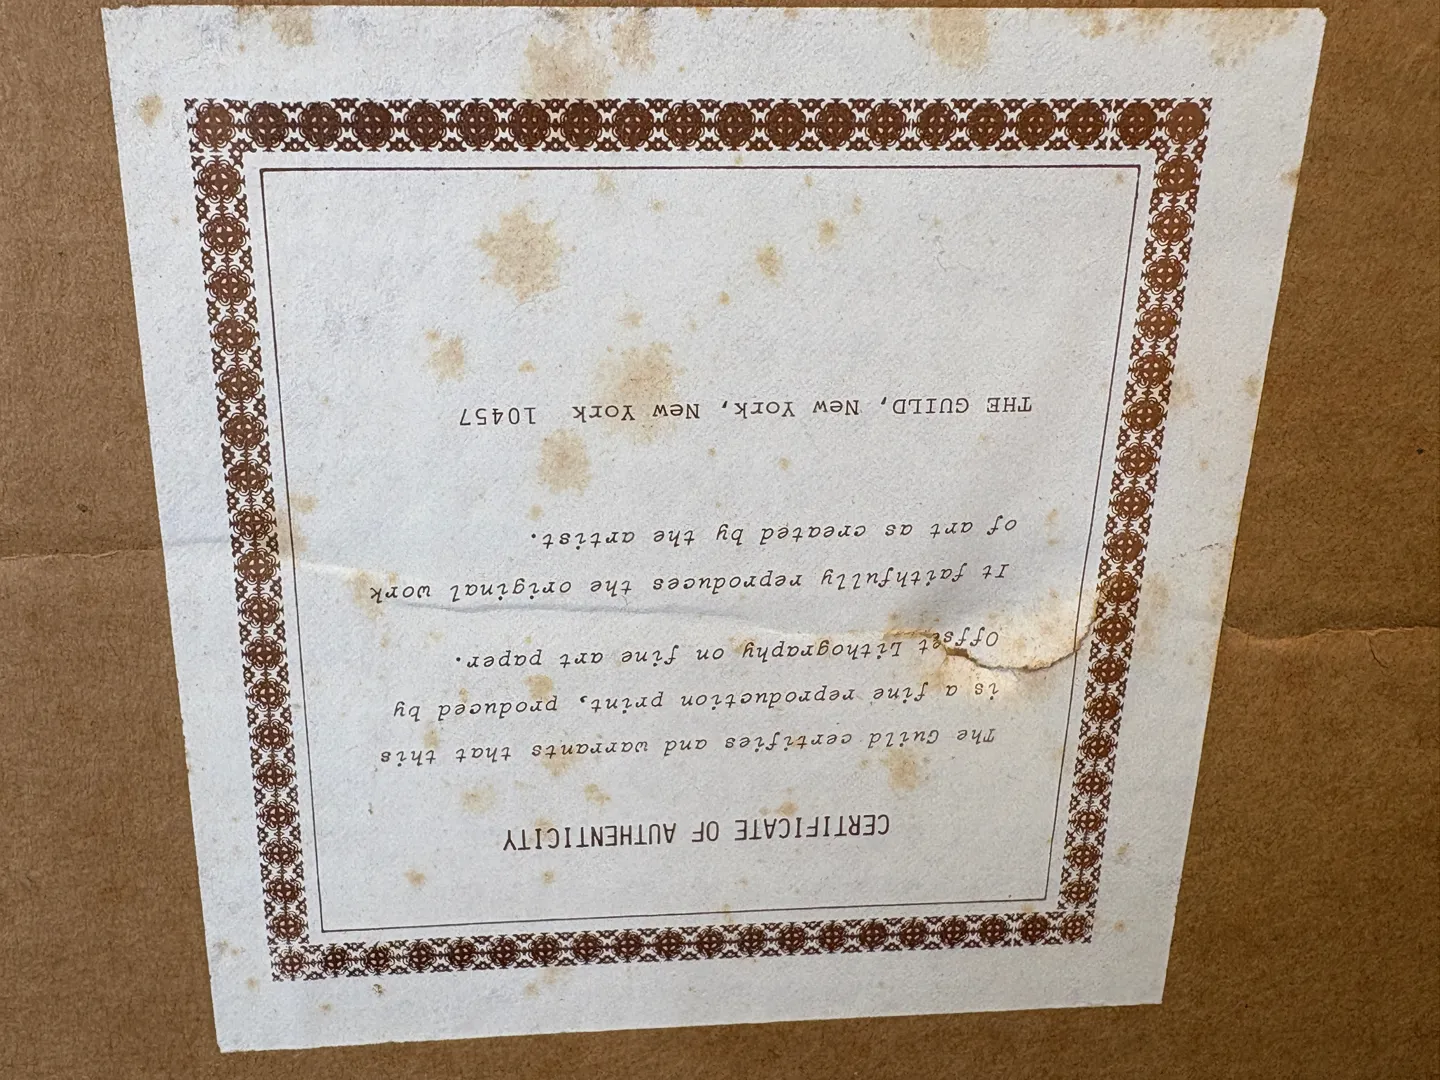 CERTIFICATE OF AUTHENTICITY
The Guild certifies and warrants that this
is a fine reproduction print, produced by
Offset Lithography on fine art paper.
It faithfully reproduces the original work
of art as created by the artist.
THE GUILD, New York, New York 10457